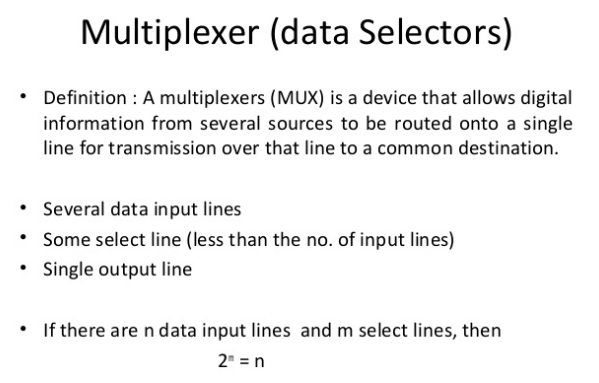 Multiplexer (data Selectors)
• Definition : A multiplexers (MUX) is a device that allows digital
information from several sources to be routed onto a single
line for transmission over that line to a common destination.
• Several data input lines
• Some select line (less than the no. of input lines)
• Single output line
• If there are n data input lines and m select lines, then
2ᵐ = n